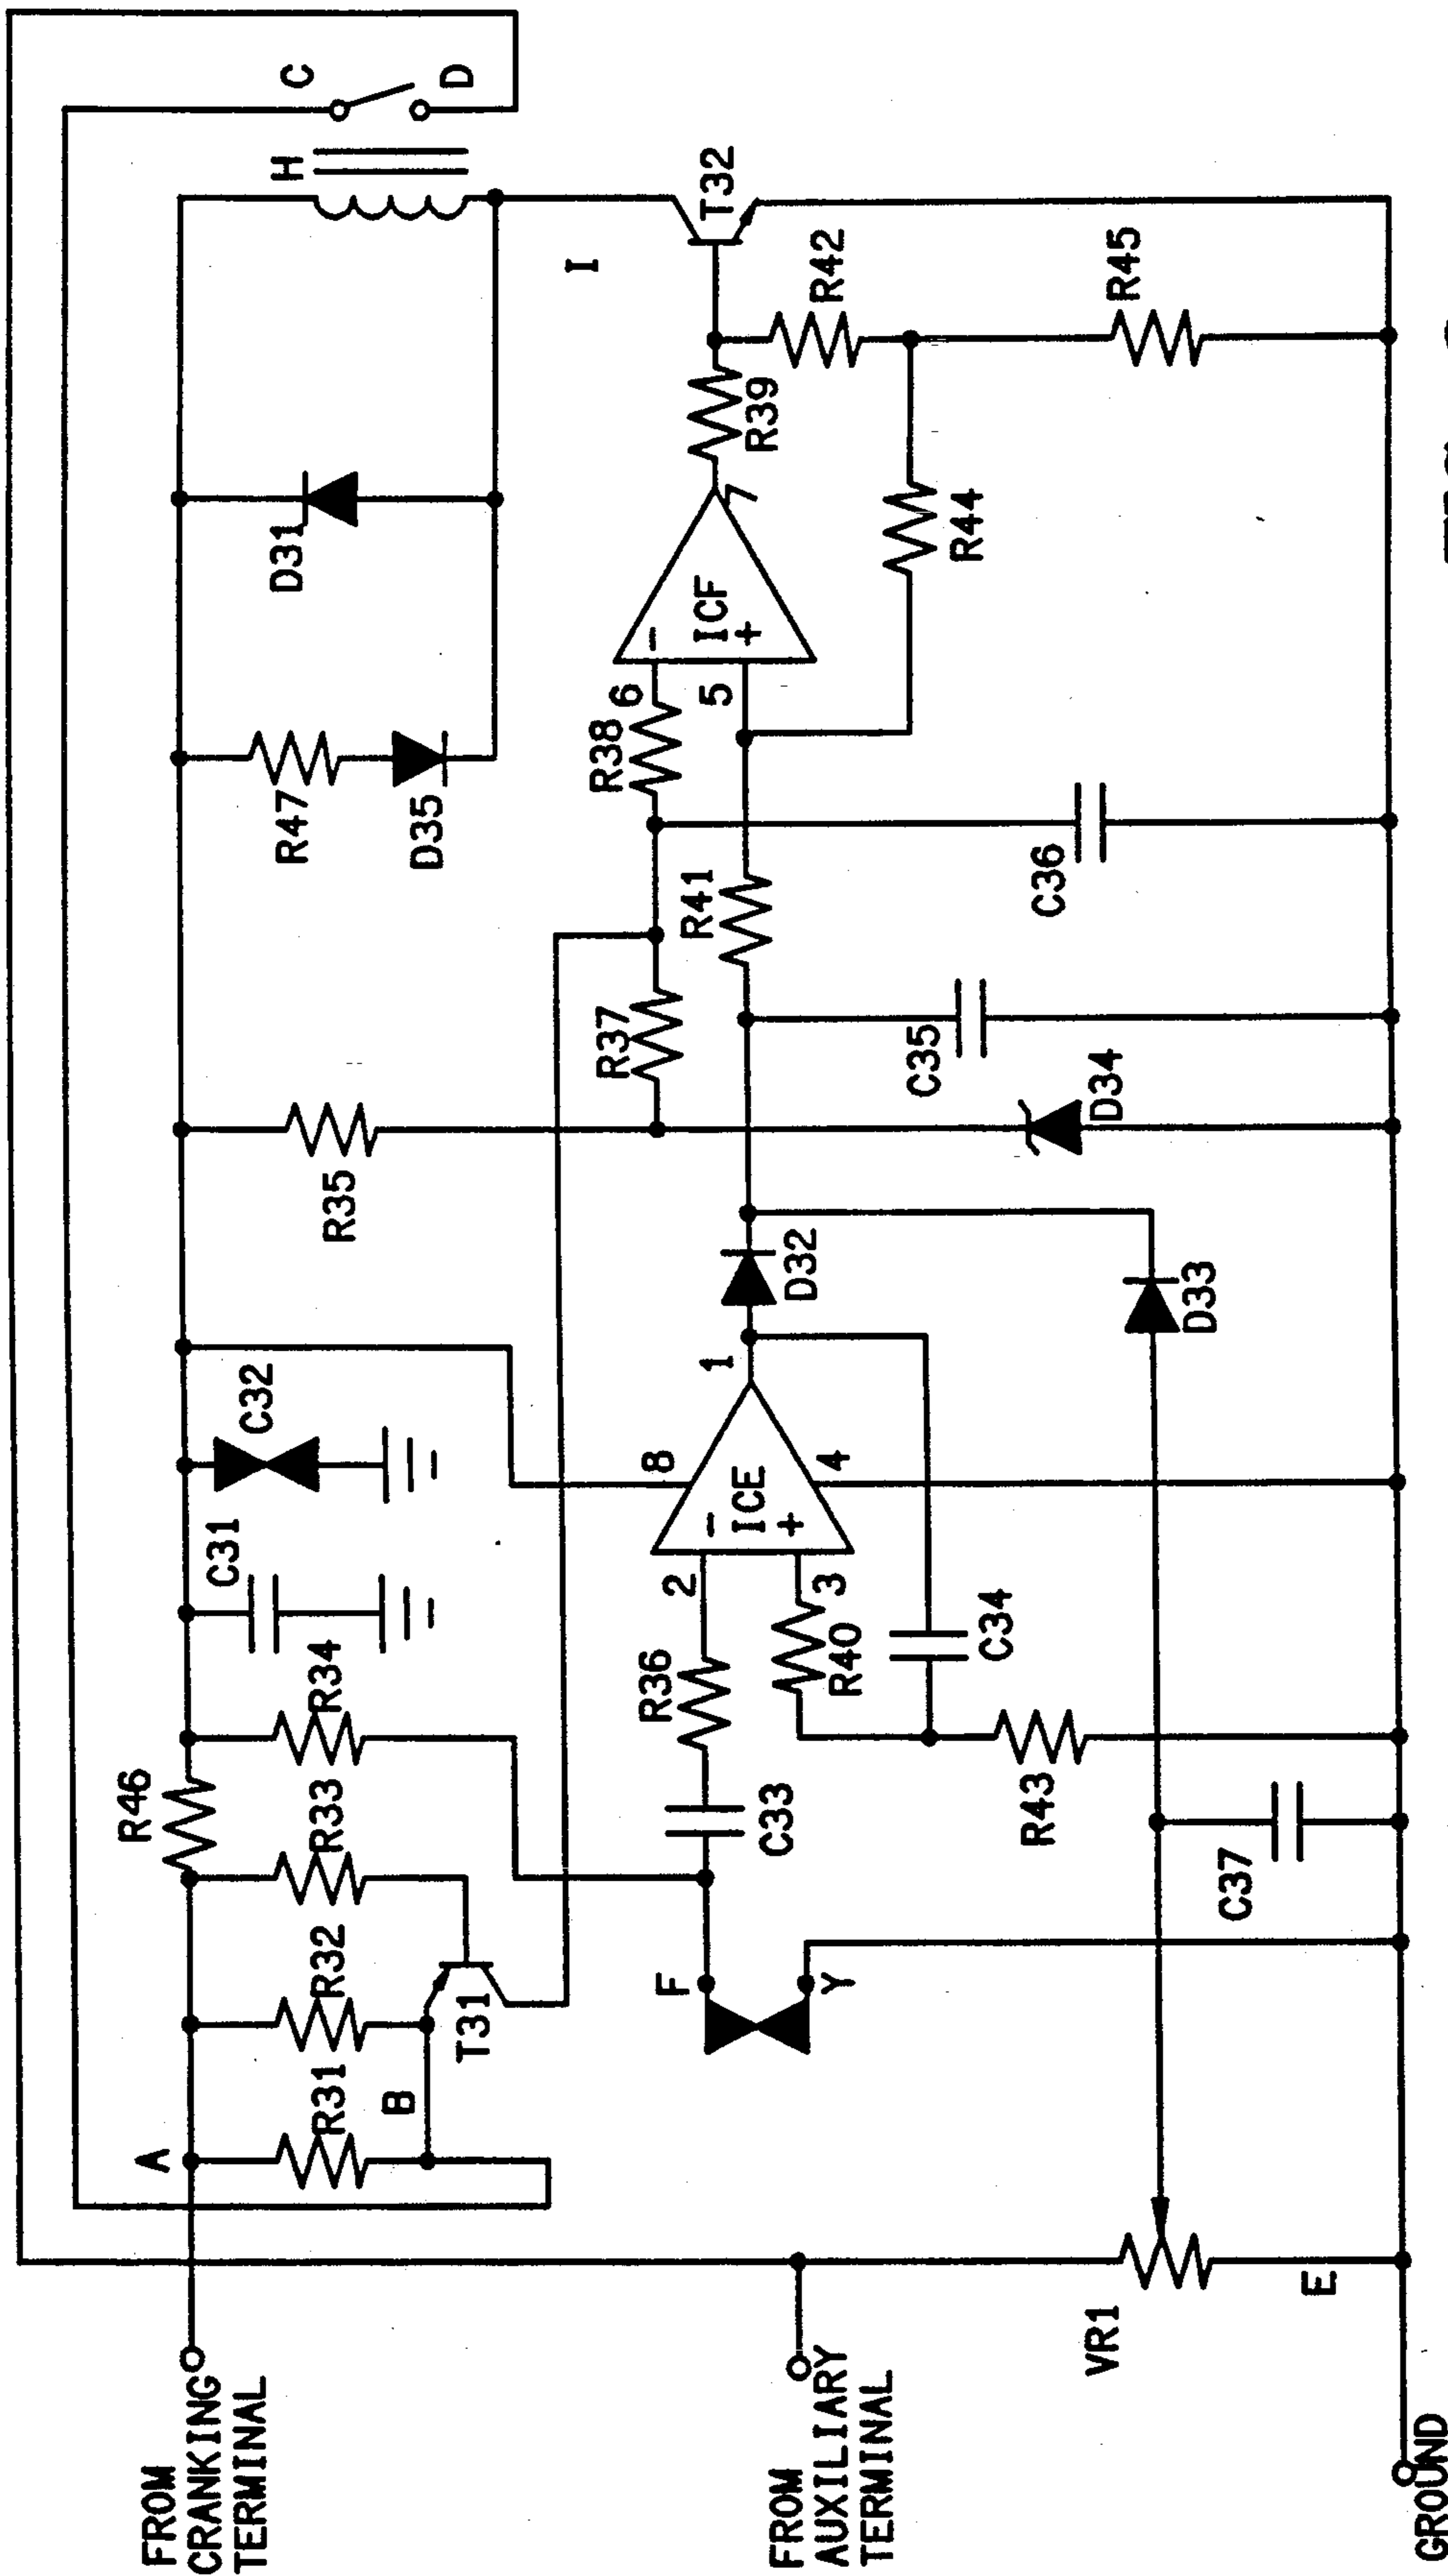 FROM
CRANKING
TERMINAL
FROM
AUXILIARY
TERMINAL
GROUND
A
R31
B
R32
T31
R33
R46
R34
C31
C32
F
Y
C33
R36
2
3
R40
C34
R43
C37
VR1
E
-
ICE
+
8
4
1
D32
D33
R35
D34
R37
C35
R41
C36
R38
6
5
-
ICF
+
7
R47
D35
D31
R39
R44
R42
R45
T32
I
H
C
D